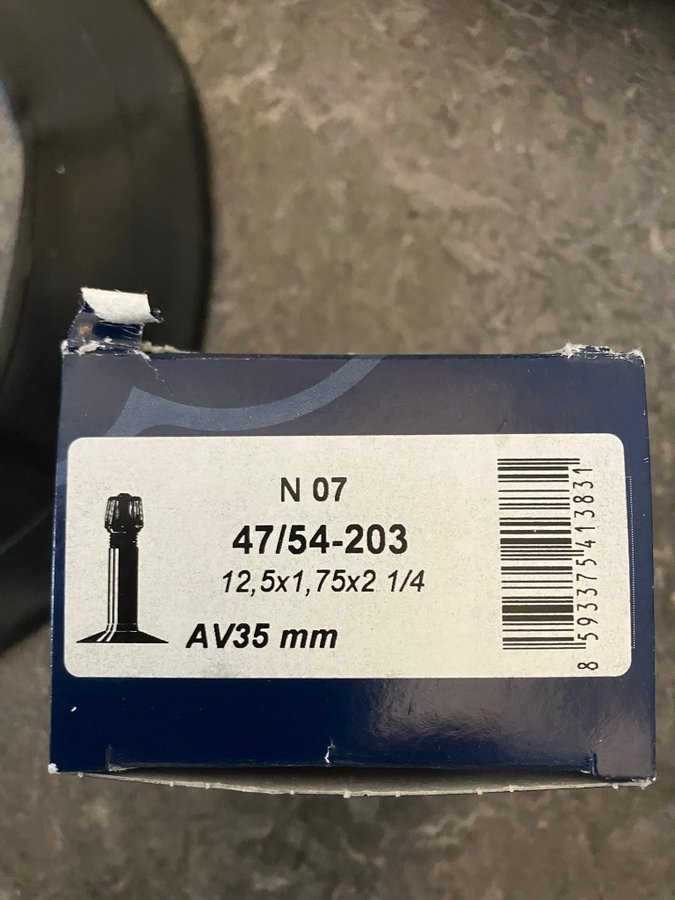 N 07
47/54-203
12,5x1,75x2 1/4
AV35 mm
8 593375 413831